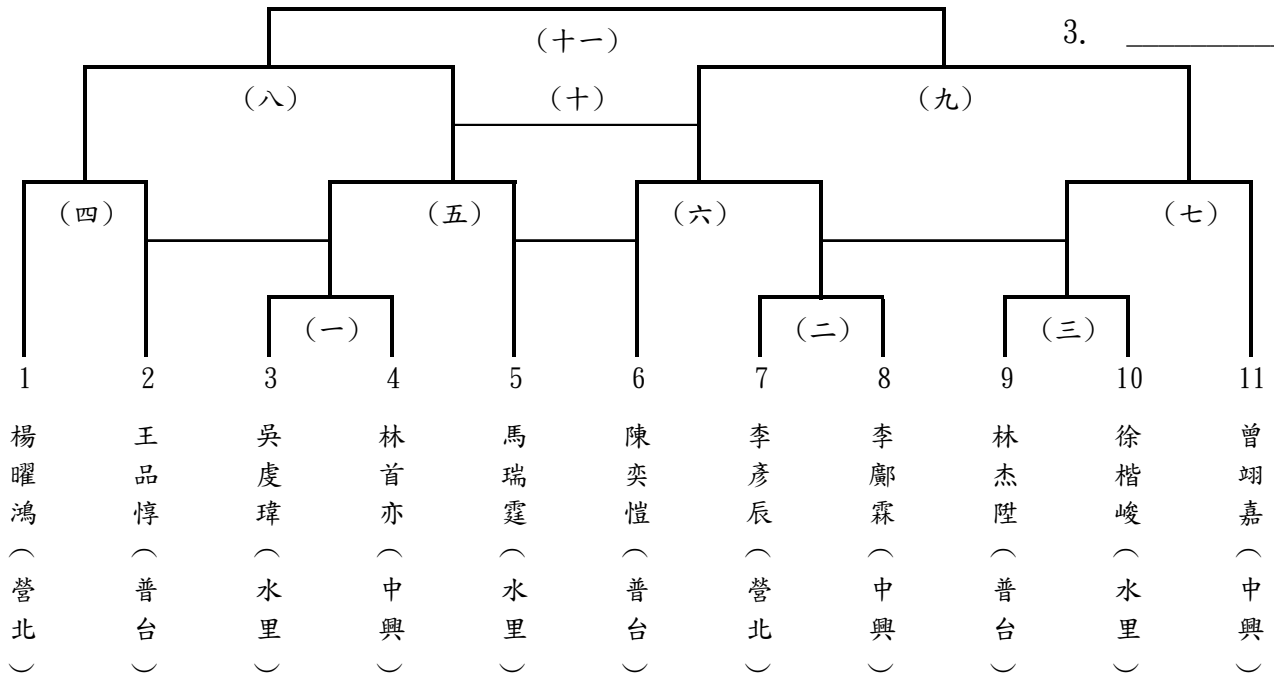 （十一）
3. ___________
（八）
（十）
（九）
（四）
（五）
（六）
（七）
（一）
（二）
（三）
1 2 3 4 5 6 7 8 9 10 11
楊曜鴻（營北）
王品惇（普台）
吳虔瑋（水里）
林首亦（中興）
馬瑞霆（水里）
陳奕愷（普台）
李彥辰（營北）
李鄺霖（中興）
林杰陞（普台）
徐楷峻（水里）
曾翊嘉（中興）